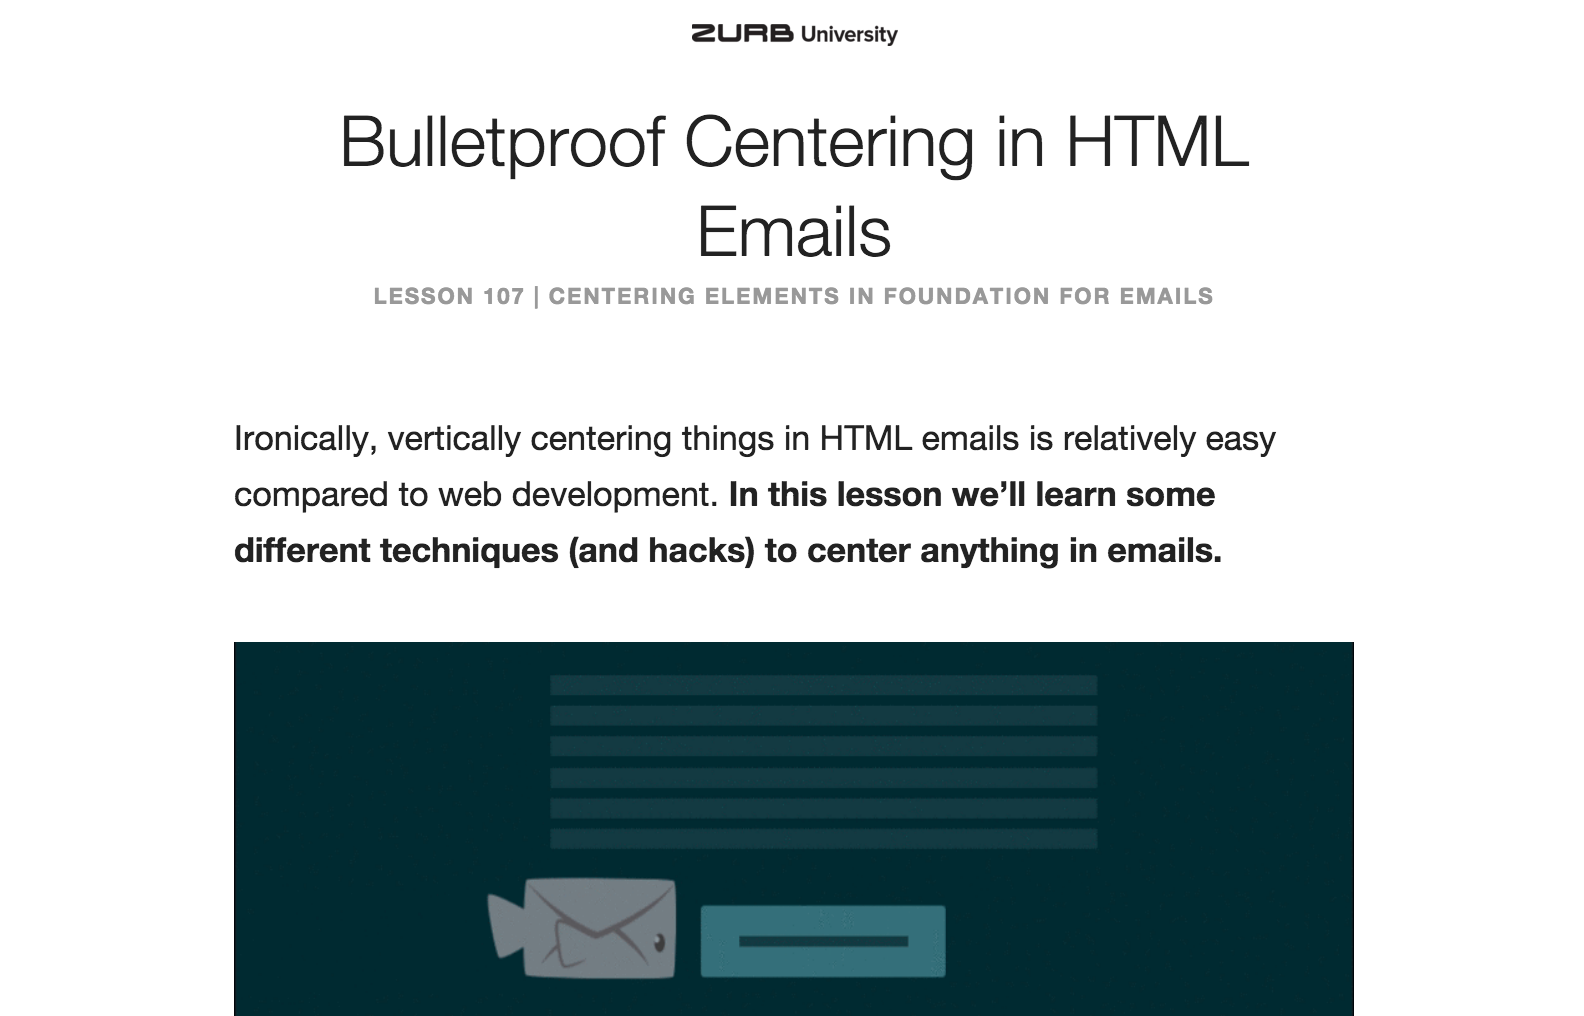 ZURB University
Bulletproof Centering in HTML
Emails
LESSON 107 | CENTERING ELEMENTS IN FOUNDATION FOR EMAILS
Ironically, vertically centering things in HTML emails is relatively easy
compared to web development. In this lesson we’ll learn some
different techniques (and hacks) to center anything in emails.